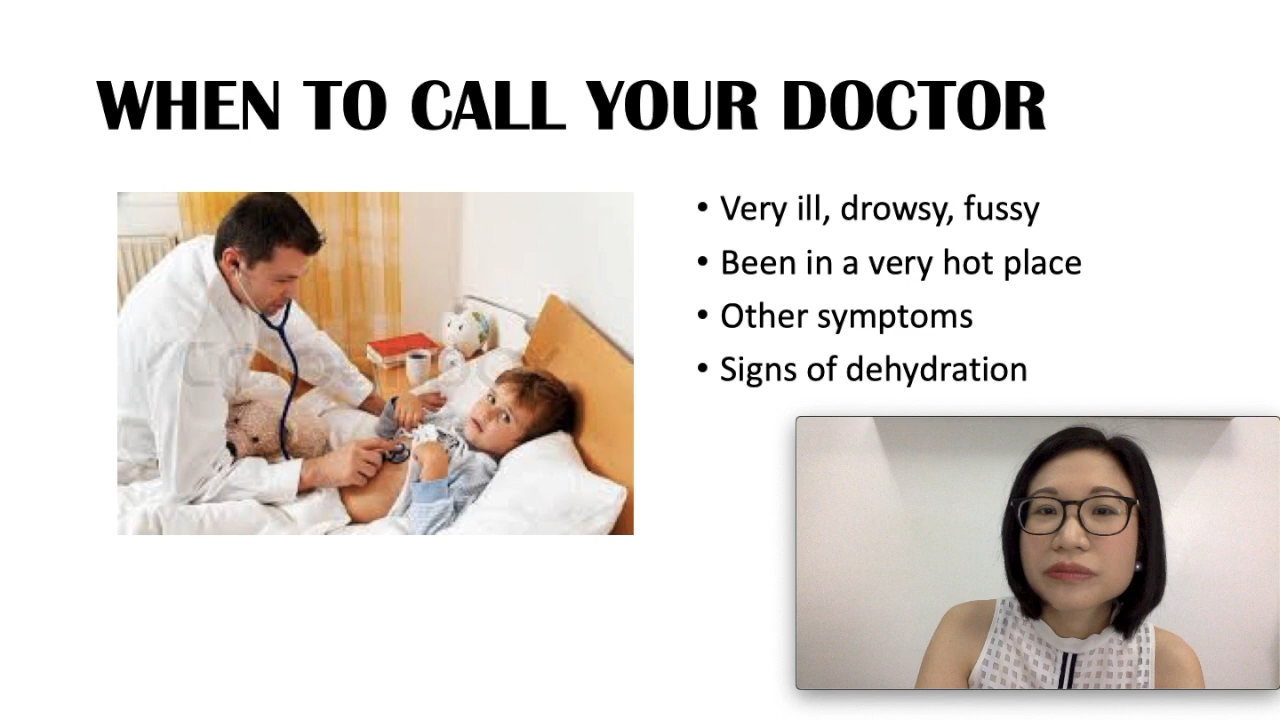 WHEN TO CALL YOUR DOCTOR
• Very ill, drowsy, fussy
• Been in a very hot place
• Other symptoms
• Signs of dehydration